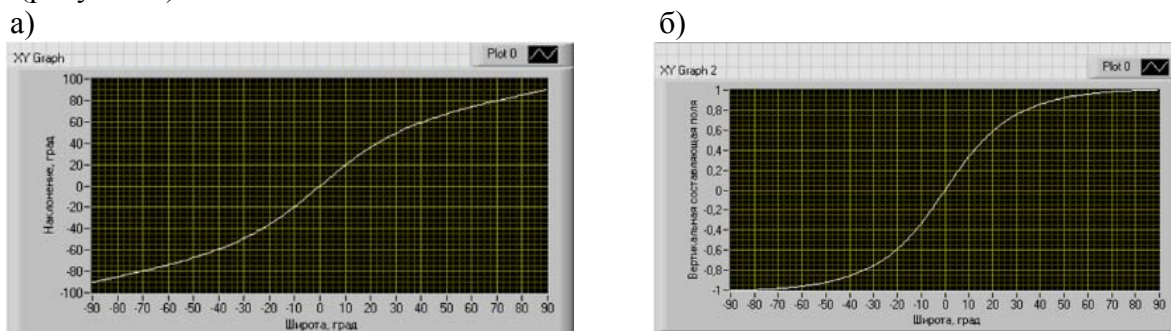 а)
б)
XY Graph
Plot 0
Наклонение, град
100
80
60
40
20
0
-20
-40
-60
-80
-100
-90 -80 -70 -60 -50 -40 -30 -20 -10 0 10 20 30 40 50 60 70 80 90
Широта, град
XY Graph 2
Plot 0
Вертикальная составляющая поля
1
0,8
0,6
0,4
0,2
0
-0,2
-0,4
-0,6
-0,8
-1
-90 -80 -70 -60 -50 -40 -30 -20 -10 0 10 20 30 40 50 60 70 80 90
Широта, град